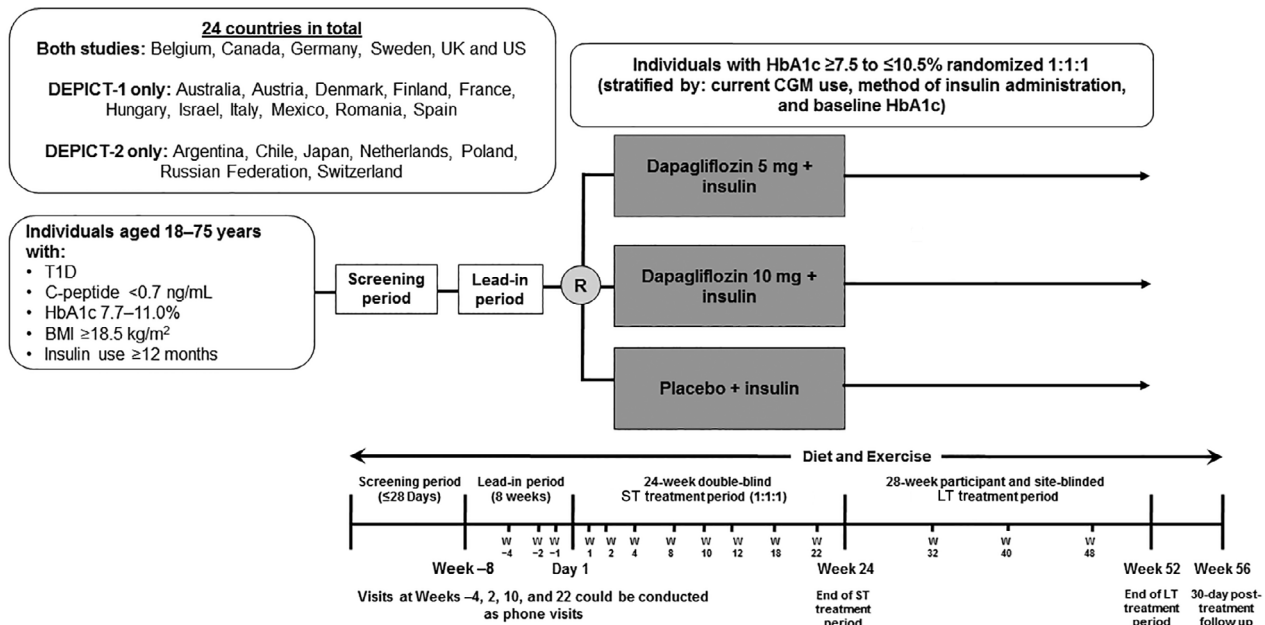 24 countries in total
Both studies: Belgium, Canada, Germany, Sweden, UK and US
DEPICT-1 only: Australia, Austria, Denmark, Finland, France,
Hungary, Israel, Italy, Mexico, Romania, Spain
DEPICT-2 only: Argentina, Chile, Japan, Netherlands, Poland,
Russian Federation, Switzerland
Individuals with HbA1c ≥7.5 to ≤10.5% randomized 1:1:1
(stratified by: current CGM use, method of insulin administration,
and baseline HbA1c)
Individuals aged 18–75 years
with:
• T1D
• C-peptide <0.7 ng/mL
• HbA1c 7.7–11.0%
• BMI ≥18.5 kg/m²
• Insulin use ≥12 months
Screening
period
Lead-in
period
R
Dapagliflozin 5 mg +
insulin
Dapagliflozin 10 mg +
insulin
Placebo + insulin
Diet and Exercise
Screening period
(≤28 Days)
Lead-in period
(8 weeks)
24-week double-blind
ST treatment period (1:1:1)
28-week participant and site-blinded
LT treatment period
W W W W W W W W W W W W W W
−4 −2 −1 1 2 4 8 10 12 18 22 32 40 48
Week –8
Day 1
Week 24
Week 52
Week 56
Visits at Weeks –4, 2, 10, and 22 could be conducted
as phone visits
End of ST
treatment
period
End of LT
treatment
period
30-day post-
treatment
follow up